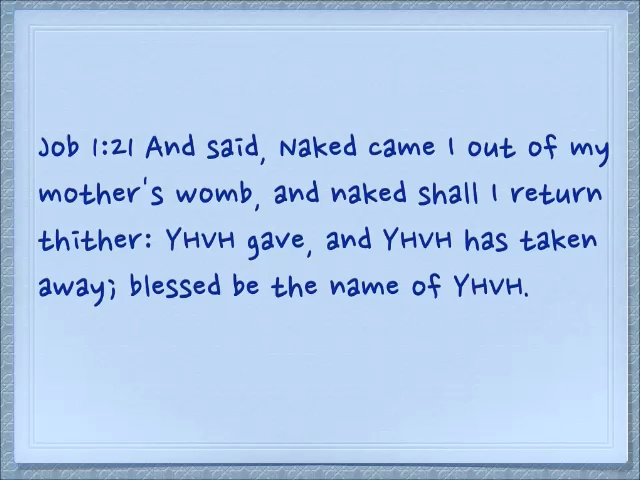 Job 1:21 And said, Naked came I out of my
mother's womb, and naked shall I return
thither: YHVH gave, and YHVH has taken
away; blessed be the name of YHVH.